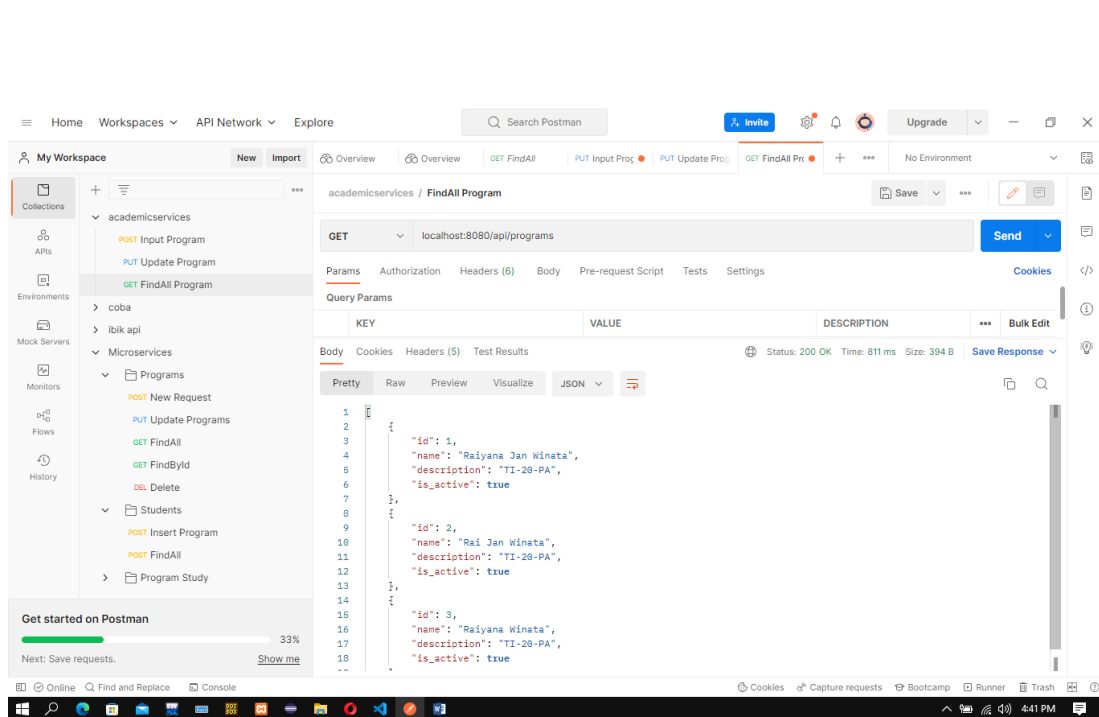 Home Workspaces API Network Explore Search Postman Invite Upgrade
My Workspace New Import Overview Overview GET FindAll PUT Input Prog PUT Update Prog GET FindAll Pro No Environment
Collections
APIs
Environments
Mock Servers
Monitors
Flows
History
academicservices
POST Input Program
PUT Update Program
GET FindAll Program
coba
ibik api
Microservices
Programs
POST New Request
PUT Update Programs
GET FindAll
GET FindById
DEL Delete
Students
POST Insert Program
POST FindAll
Program Study
Get started on Postman
33%
Next: Save requests. Show me
academicservices / FindAll Program Save
GET localhost:8080/api/programs Send
Params Authorization Headers (6) Body Pre-request Script Tests Settings Cookies
Query Params
KEY VALUE DESCRIPTION Bulk Edit
Body Cookies Headers (5) Test Results Status: 200 OK Time: 811 ms Size: 394 B Save Response
Pretty Raw Preview Visualize JSON
1 [
2 {
3 "id": 1,
4 "name": "Raiyana Jan Winata",
5 "description": "TI-20-PA",
6 "is_active": true
7 },
8 {
9 "id": 2,
10 "name": "Rai Jan Winata",
11 "description": "TI-20-PA",
12 "is_active": true
13 },
14 {
15 "id": 3,
16 "name": "Raiyana Winata",
17 "description": "TI-20-PA",
18 "is_active": true
Online Find and Replace Console Cookies Capture requests Bootcamp Runner Trash
4:41 PM